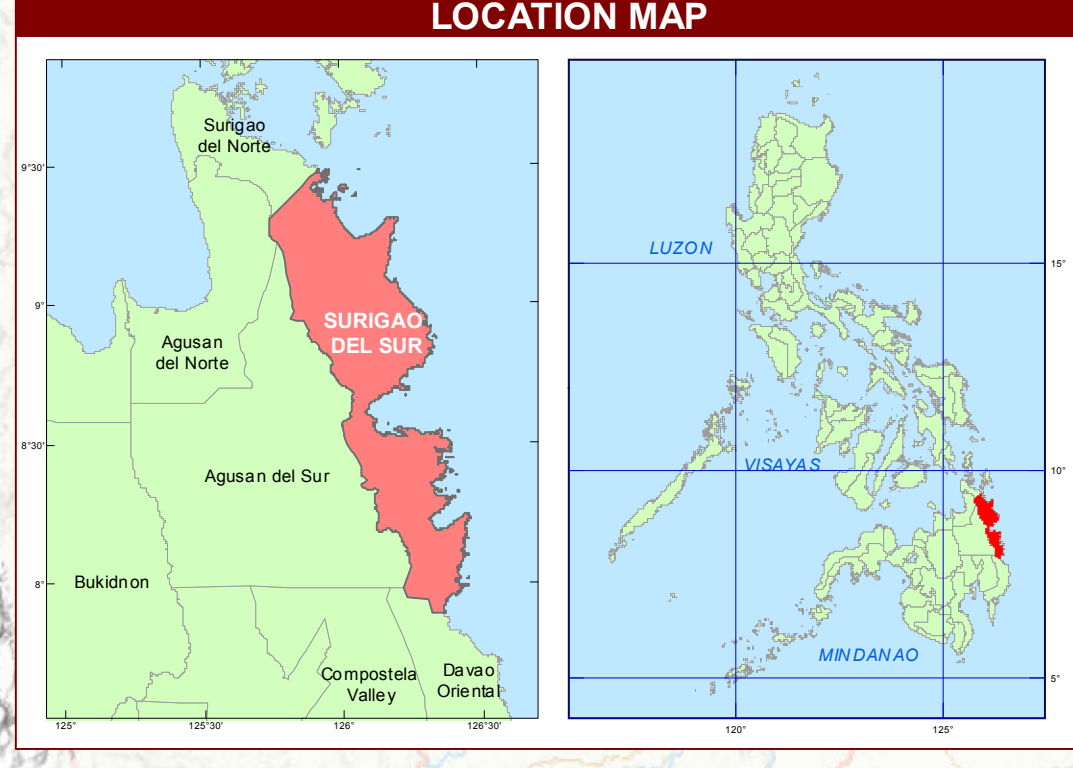 LOCATION MAP
Surigao
del Norte
9°30'
9°
SURIGAO
DEL SUR
Agusan
del Norte
8°30'
Agusan del Sur
8°
Bukidnon
Compostela
Valley
Davao
Oriental
125°
125°30'
126°
126°30'
LUZON
15°
VISAYAS
10°
MINDANAO
5°
120°
125°